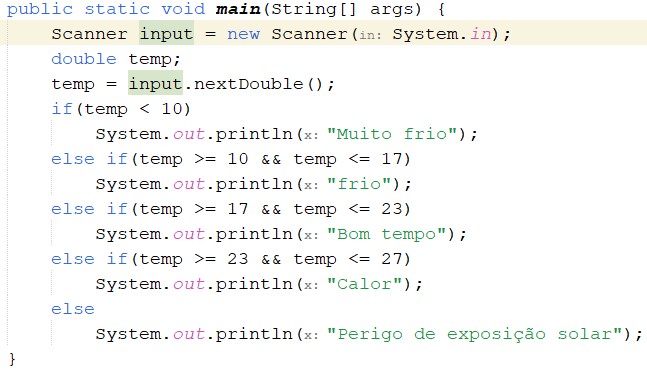 public static void main(String[] args) {
Scanner input = new Scanner(in: System.in);
double temp;
temp = input.nextDouble();
if(temp < 10)
System.out.println(x: "Muito frio");
else if(temp >= 10 && temp <= 17)
System.out.println(x: "frio");
else if(temp >= 17 && temp <= 23)
System.out.println(x: "Bom tempo");
else if(temp >= 23 && temp <= 27)
System.out.println(x: "Calor");
else
System.out.println(x: "Perigo de exposição solar");
}